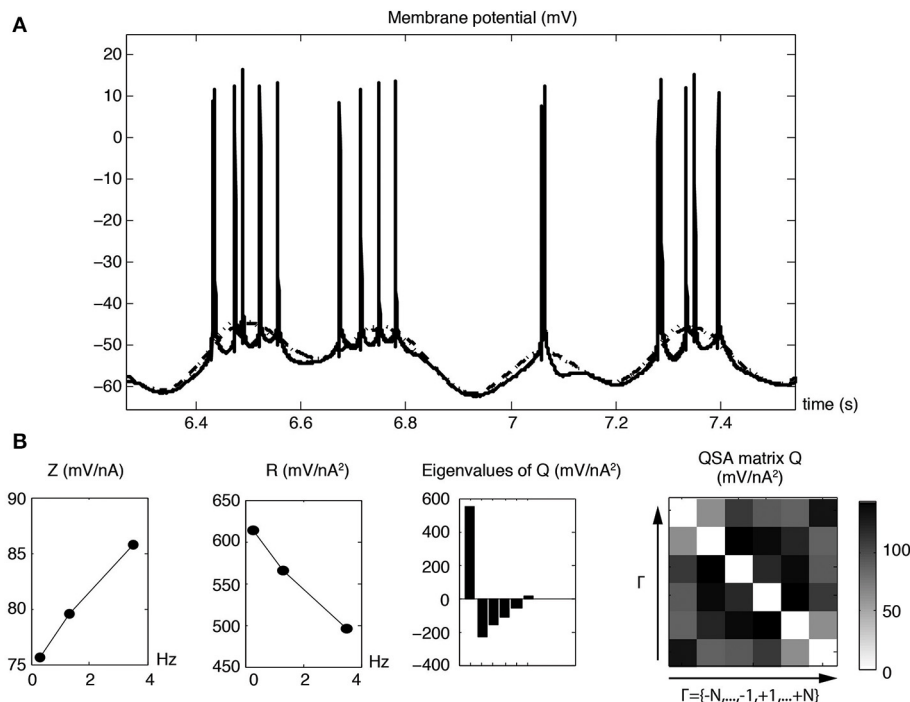 A
Membrane potential (mV)
20
10
0
−10
−20
−30
−40
−50
−60
6.4 6.6 6.8 7 7.2 7.4
time (s)
B
Z (mV/nA)
90
85
80
75
0 2 4
Hz
R (mV/nA²)
650
600
550
500
450
0 2 4
Hz
Eigenvalues of Q (mV/nA²)
600
400
200
0
−200
−400
QSA matrix Q
(mV/nA²)
Γ
Γ={-N,...,-1,+1,...+N}
100
50
0